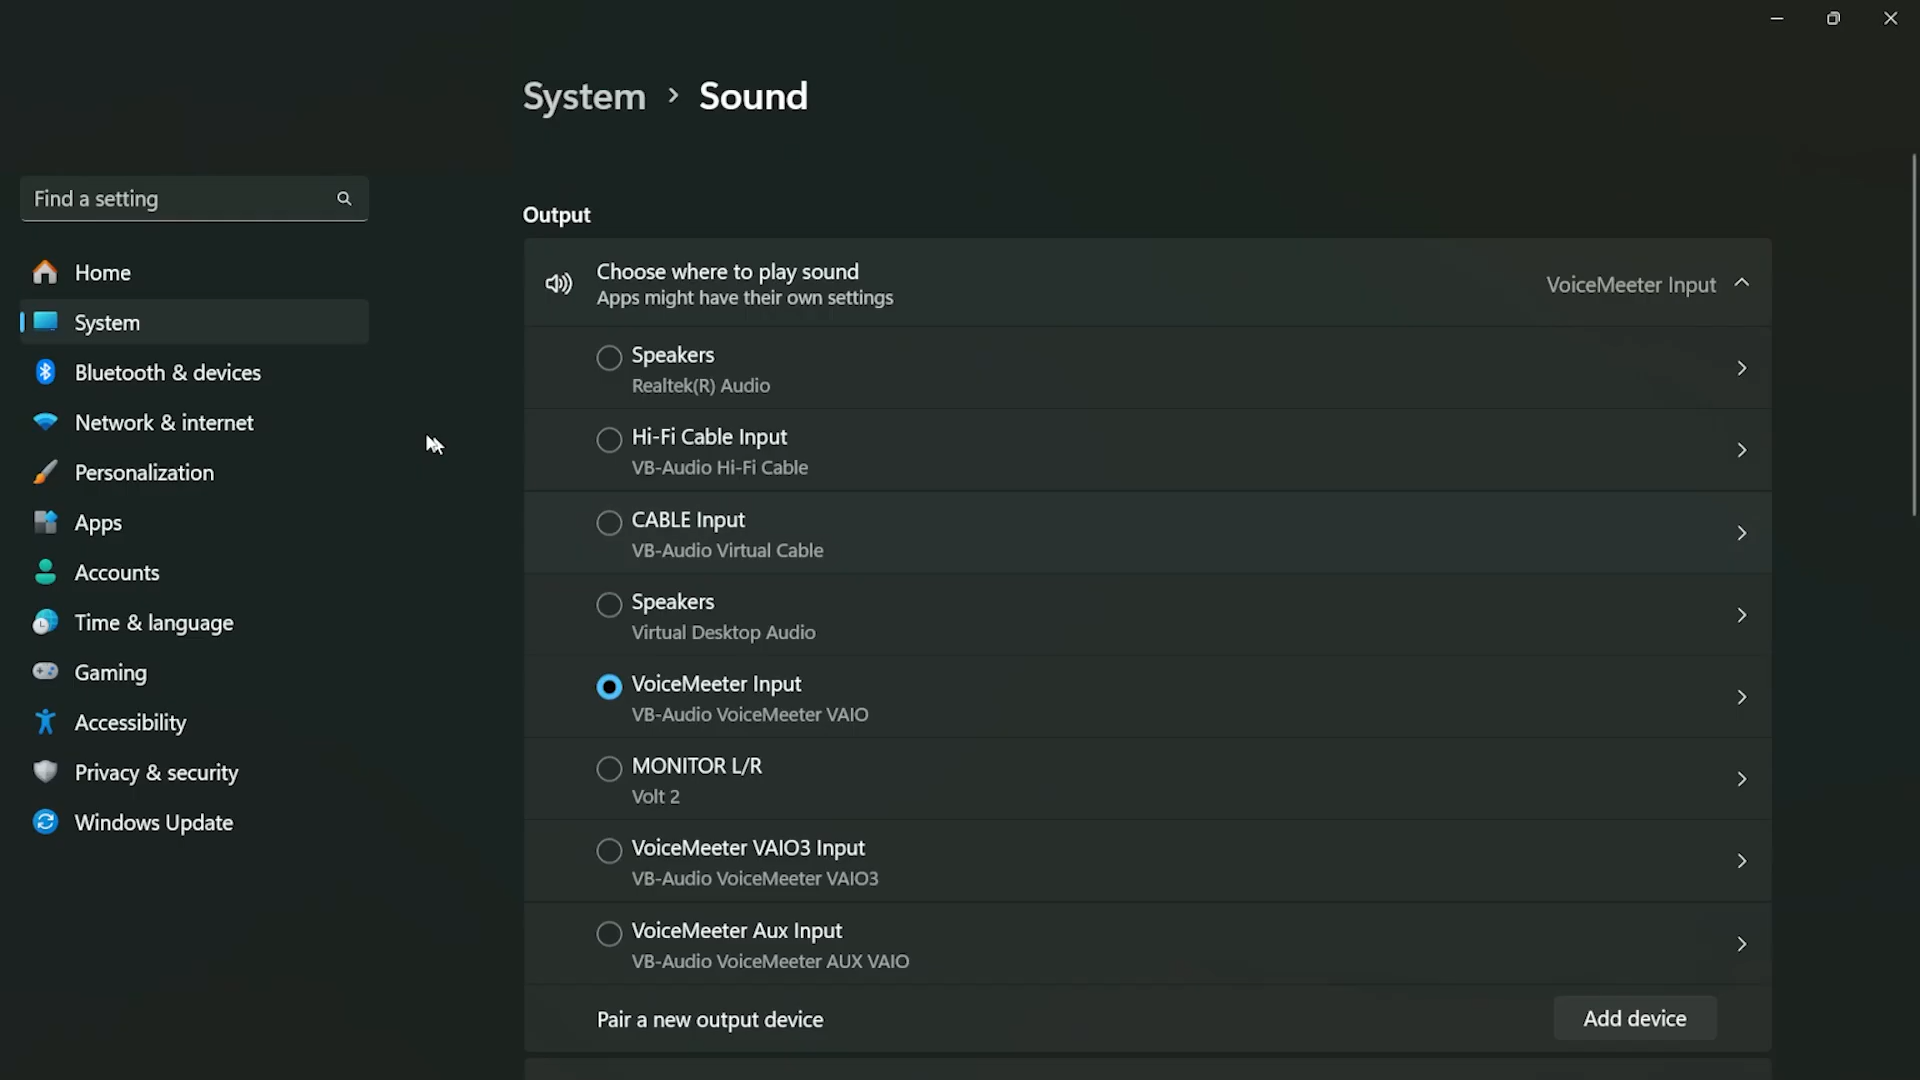 System > Sound
Find a setting
Home
System
Bluetooth & devices
Network & internet
Personalization
Apps
Accounts
Time & language
Gaming
Accessibility
Privacy & security
Windows Update
Output
Choose where to play sound
Apps might have their own settings
VoiceMeeter Input
Speakers
Realtek(R) Audio
Hi-Fi Cable Input
VB-Audio Hi-Fi Cable
CABLE Input
VB-Audio Virtual Cable
Speakers
Virtual Desktop Audio
VoiceMeeter Input
VB-Audio VoiceMeeter VAIO
MONITOR L/R
Volt 2
VoiceMeeter VAIO3 Input
VB-Audio VoiceMeeter VAIO3
VoiceMeeter Aux Input
VB-Audio VoiceMeeter AUX VAIO
Pair a new output device
Add device